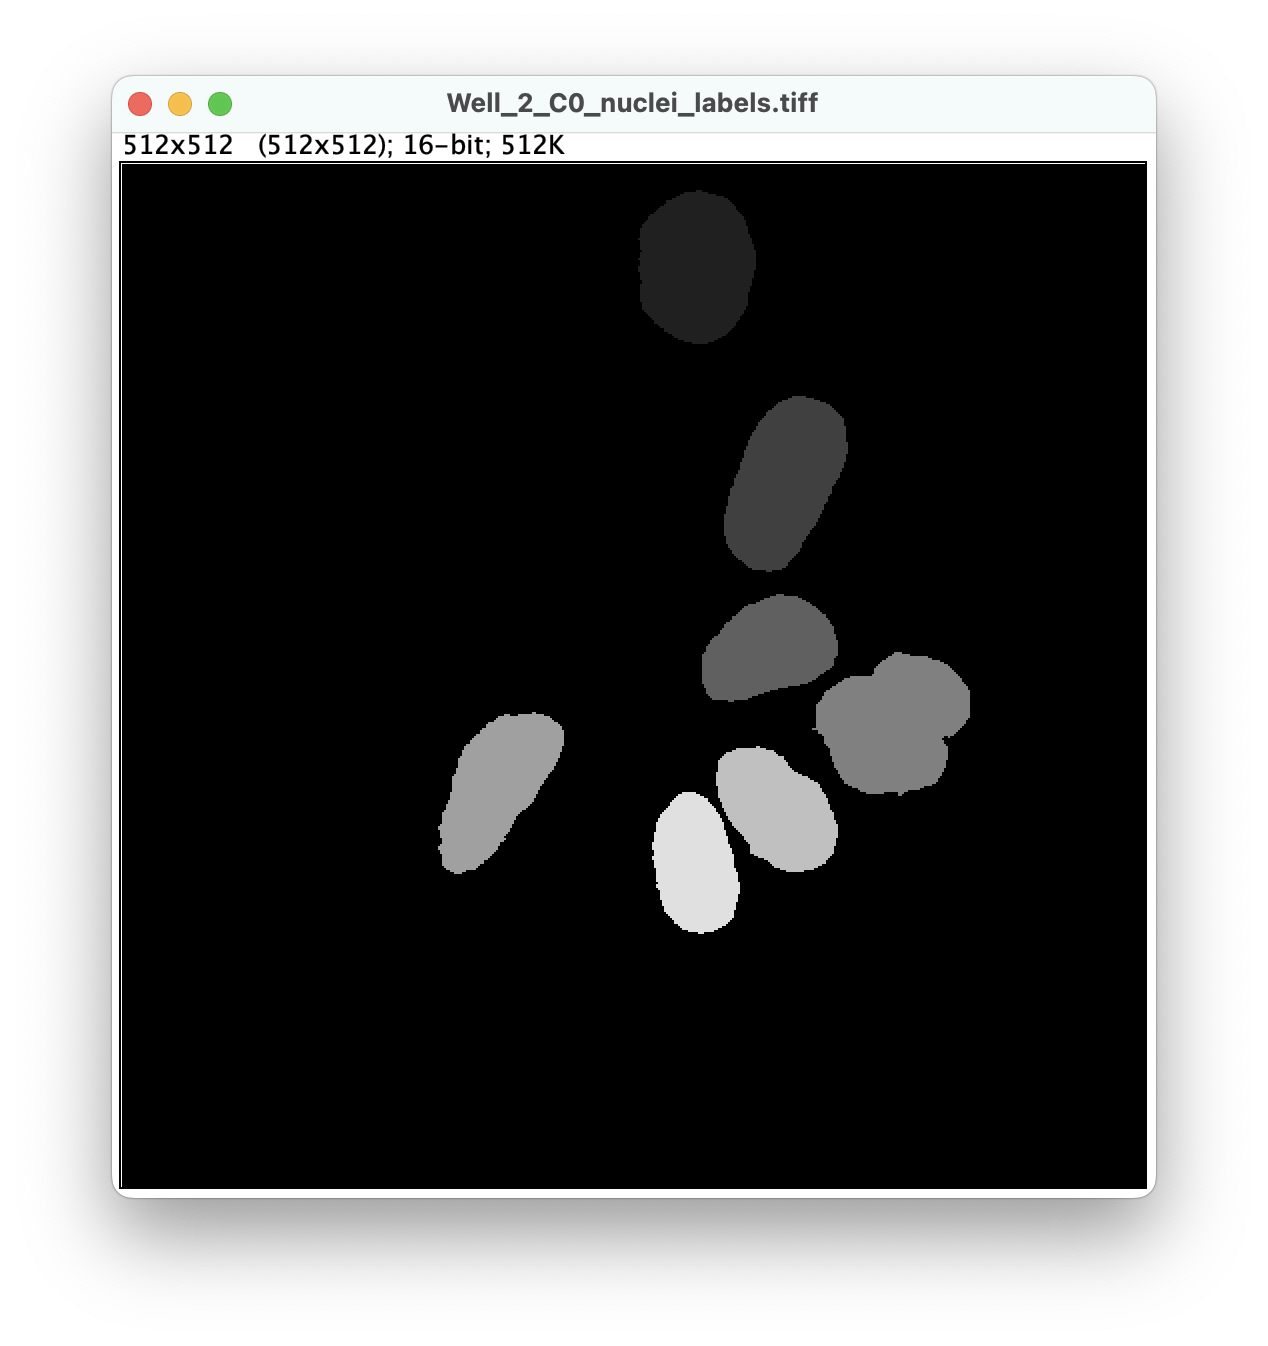 Well_2_C0_nuclei_labels.tiff
512x512 (512x512); 16-bit; 512K